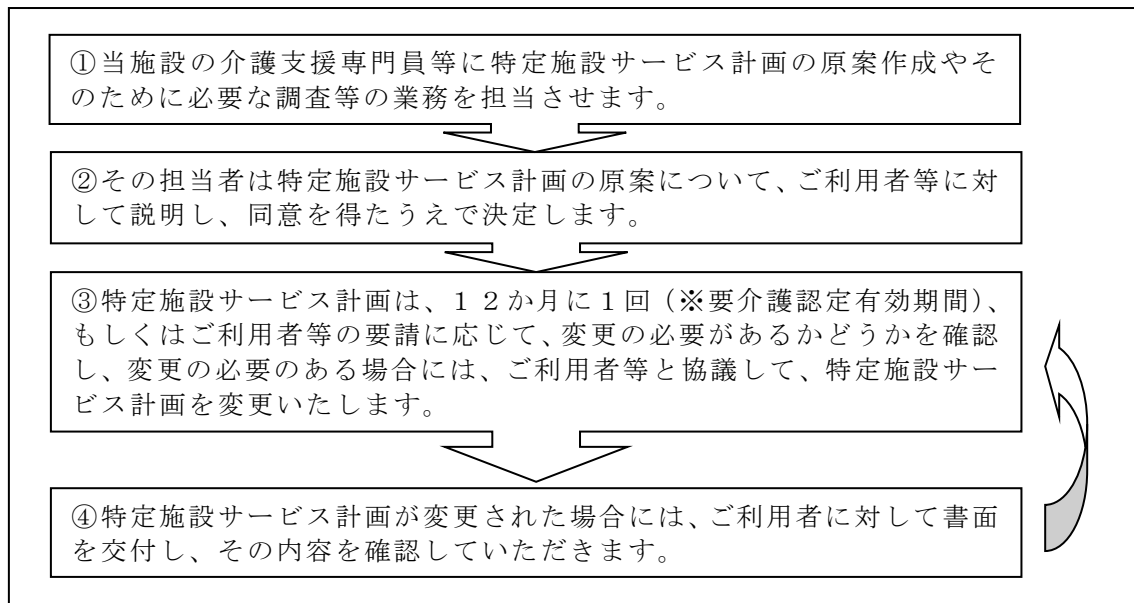 ①当施設の介護支援専門員等に特定施設サービス計画の原案作成やそ
のために必要な調査等の業務を担当させます。
②その担当者は特定施設サービス計画の原案について、ご利用者等に対
して説明し、同意を得たうえで決定します。
③特定施設サービス計画は、１２か月に１回（※要介護認定有効期間）、
もしくはご利用者等の要請に応じて、変更の必要があるかどうかを確認
し、変更の必要のある場合には、ご利用者等と協議して、特定施設サー
ビス計画を変更いたします。
④特定施設サービス計画が変更された場合には、ご利用者に対して書面
を交付し、その内容を確認していただきます。